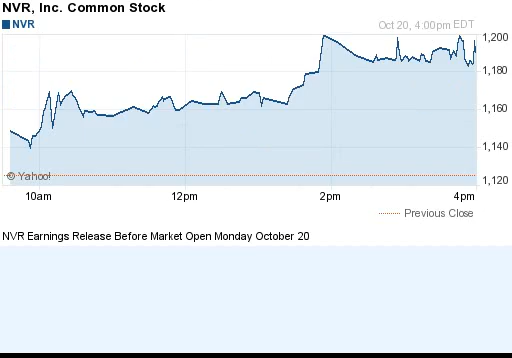 NVR, Inc. Common Stock
NVR
Oct 20, 4:00pm EDT
1,200
1,180
1,160
1,140
1,120
© Yahoo!
10am 12pm 2pm 4pm
Previous Close
NVR Earnings Release Before Market Open Monday October 20